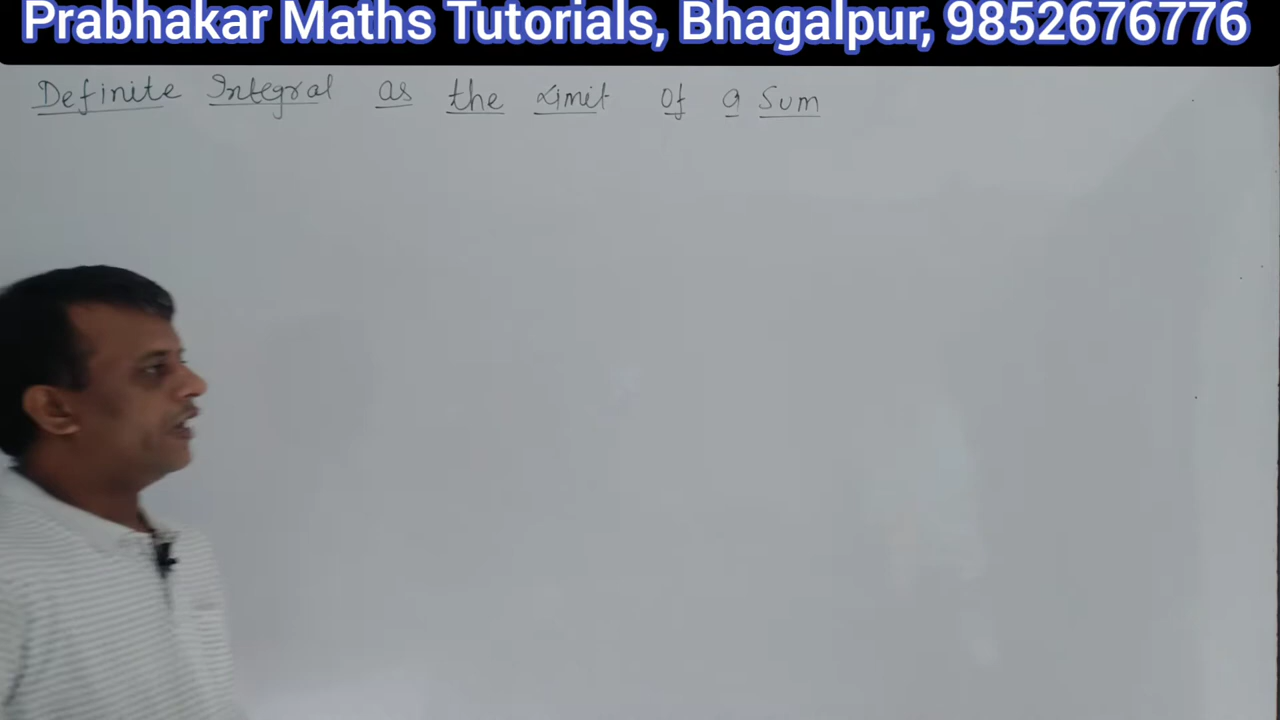 Prabhakar Maths Tutorials, Bhagalpur, 9852676776
Definite Integral as the Limit of a Sum